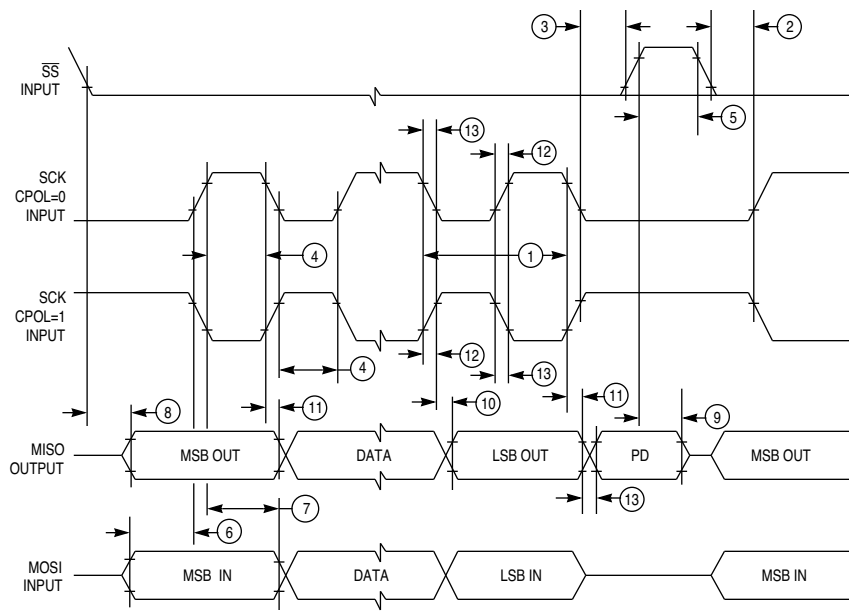 3
2
S̅S̅
INPUT
5
13
12
SCK
CPOL=0
INPUT
4
1
SCK
CPOL=1
INPUT
12
4
13
8
11
10
11
9
MISO
OUTPUT
MSB OUT
DATA
LSB OUT
PD
MSB OUT
13
7
6
MOSI
INPUT
MSB IN
DATA
LSB IN
MSB IN